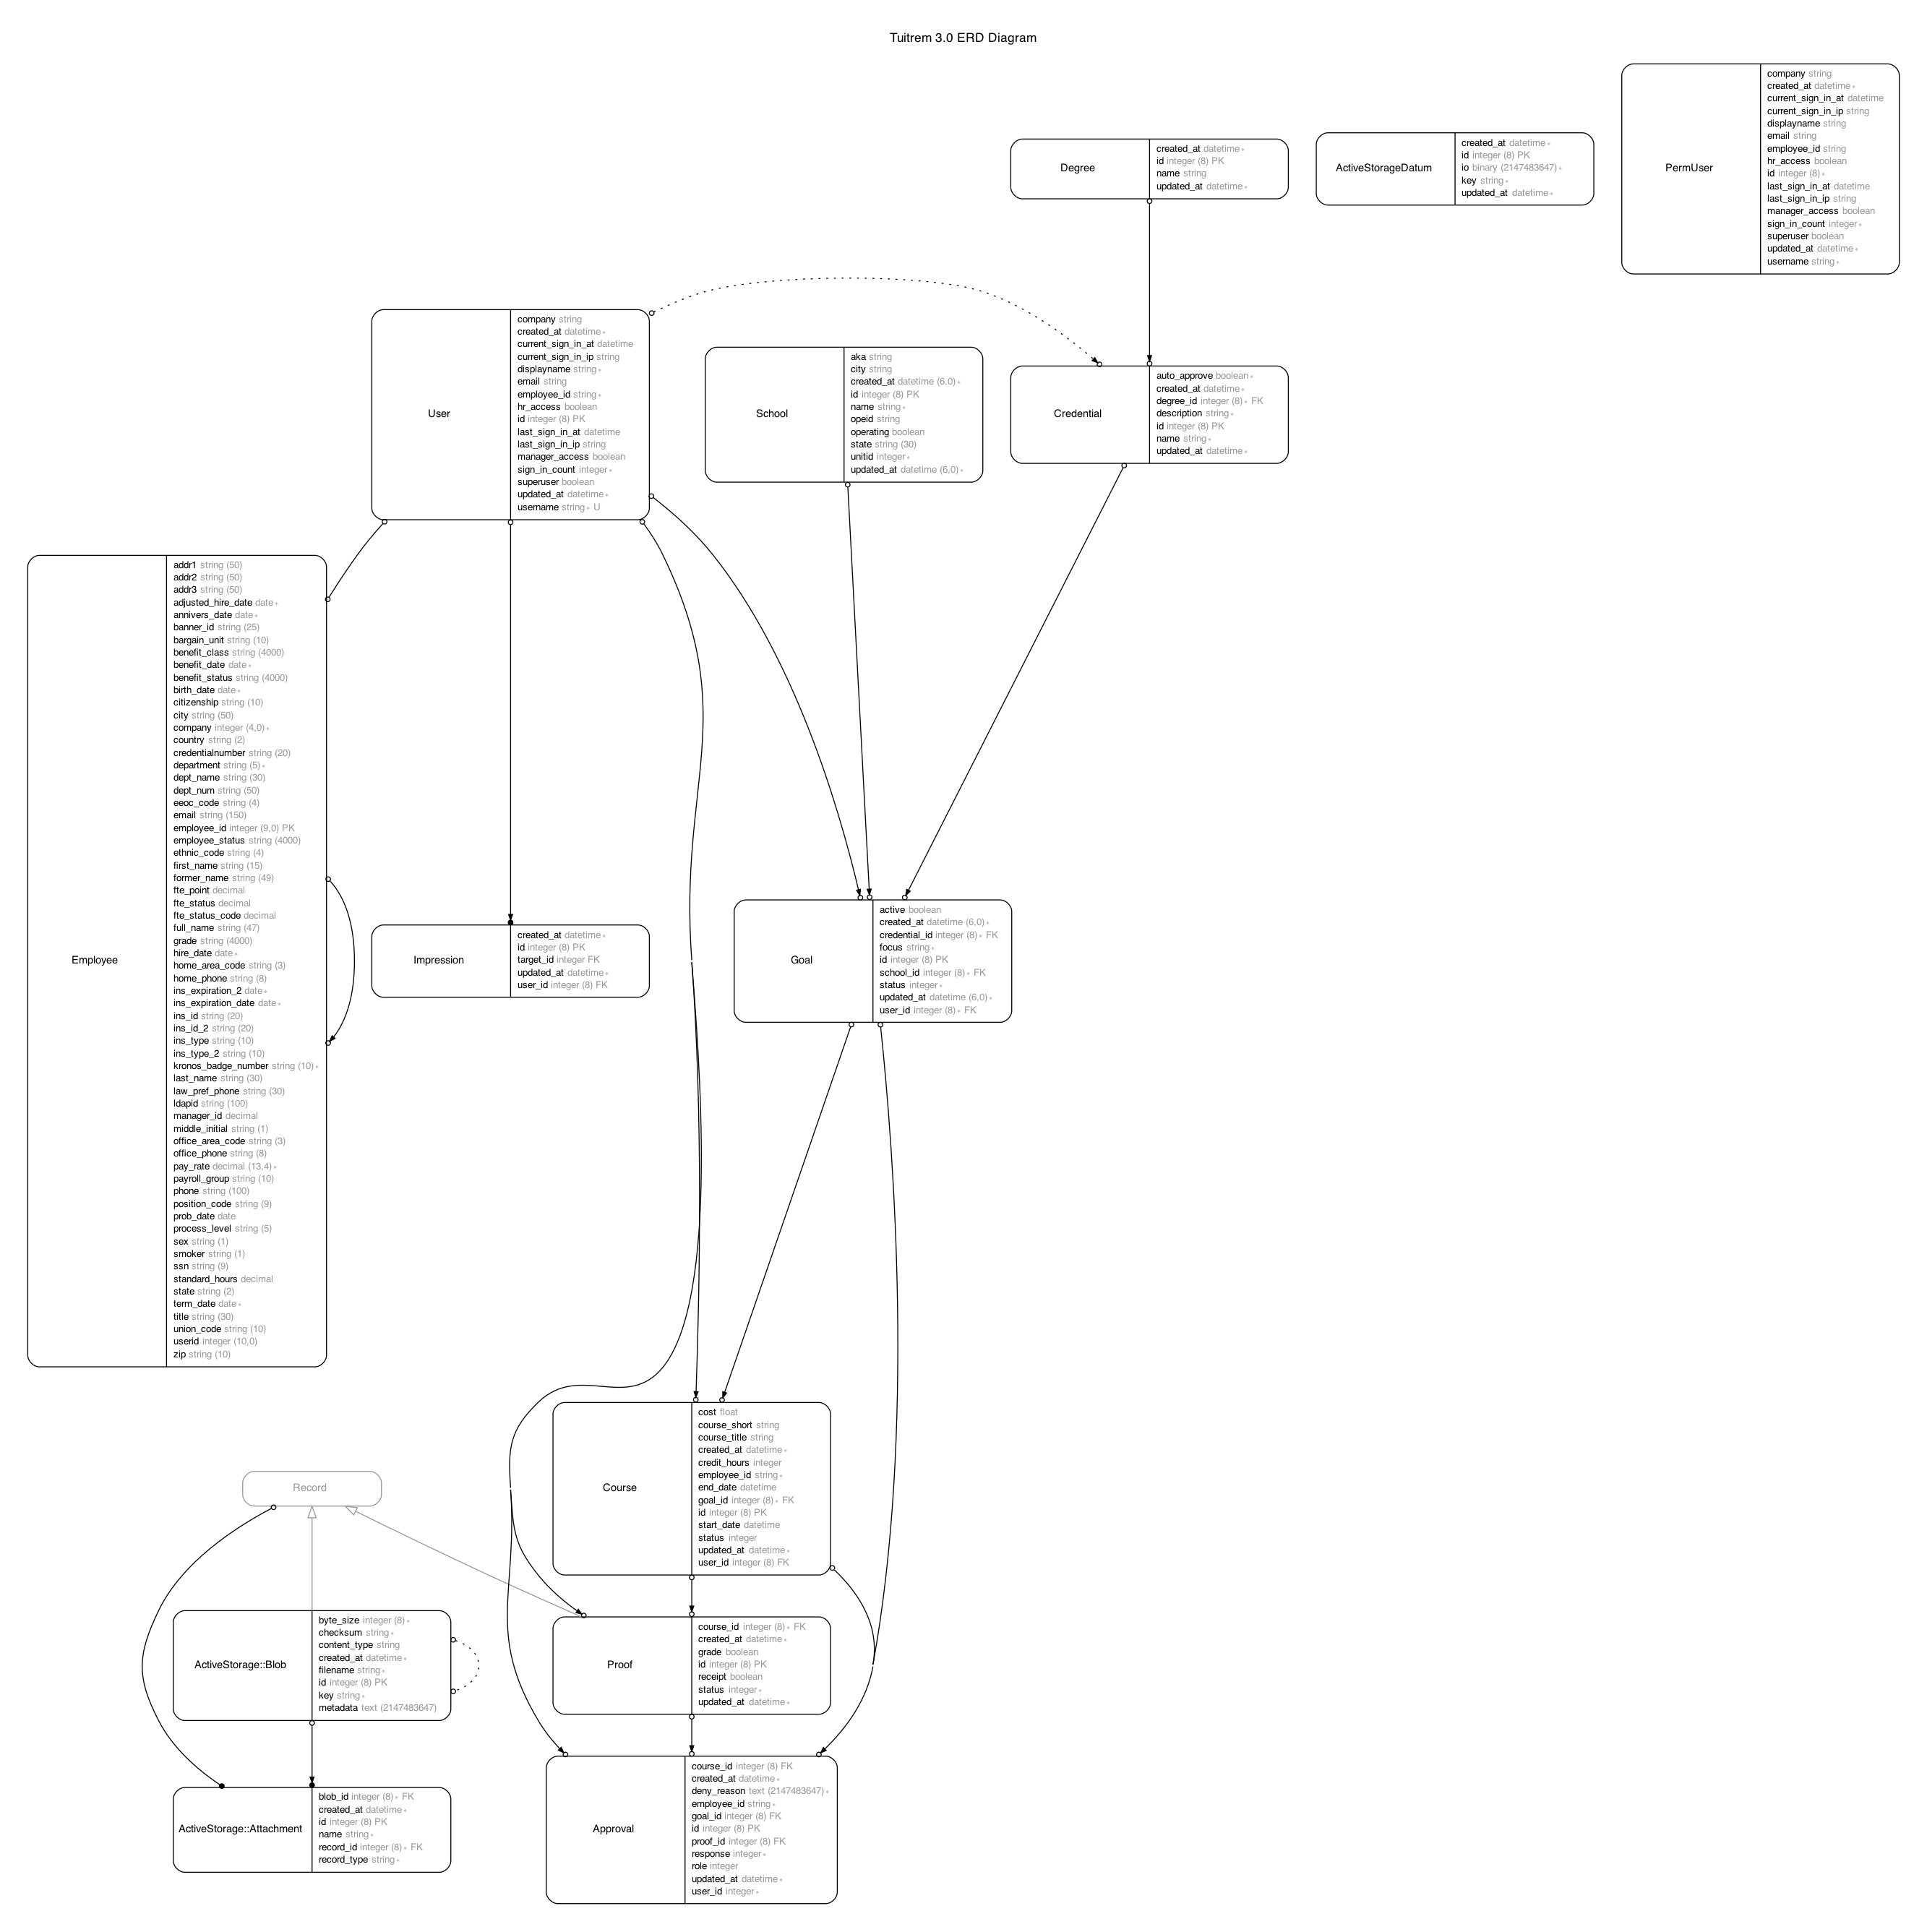 Tuitrem 3.0 ERD Diagram
PermUser
company string
created_at datetime ∗
current_sign_in_at datetime
current_sign_in_ip string
displayname string
email string
employee_id string
hr_access boolean
id integer (8) ∗
last_sign_in_at datetime
last_sign_in_ip string
manager_access boolean
sign_in_count integer ∗
superuser boolean
updated_at datetime ∗
username string ∗
Degree
created_at datetime ∗
id integer (8) PK
name string
updated_at datetime ∗
ActiveStorageDatum
created_at datetime ∗
id integer (8) PK
io binary (2147483647) ∗
key string ∗
updated_at datetime ∗
User
company string
created_at datetime ∗
current_sign_in_at datetime
current_sign_in_ip string
displayname string ∗
email string
employee_id string ∗
hr_access boolean
id integer (8) PK
last_sign_in_at datetime
last_sign_in_ip string
manager_access boolean
sign_in_count integer ∗
superuser boolean
updated_at datetime ∗
username string ∗ U
School
aka string
city string
created_at datetime (6,0) ∗
id integer (8) PK
name string ∗
opeid string
operating boolean
state string (30)
unitid integer ∗
updated_at datetime (6,0) ∗
Credential
auto_approve boolean ∗
created_at datetime ∗
degree_id integer (8) ∗ FK
description string ∗
id integer (8) PK
name string ∗
updated_at datetime ∗
Employee
addr1 string (50)
addr2 string (50)
addr3 string (50)
adjusted_hire_date date ∗
annivers_date date ∗
banner_id string (25)
bargain_unit string (10)
benefit_class string (4000)
benefit_date date ∗
benefit_status string (4000)
birth_date date ∗
citizenship string (10)
city string (50)
company integer (4,0) ∗
country string (2)
credentialnumber string (20)
department string (5) ∗
dept_name string (30)
dept_num string (50)
eeoc_code string (4)
email string (150)
employee_id integer (9,0) PK
employee_status string (4000)
ethnic_code string (4)
first_name string (15)
former_name string (49)
fte_point decimal
fte_status decimal
fte_status_code decimal
full_name string (47)
grade string (4000)
hire_date date ∗
home_area_code string (3)
home_phone string (8)
ins_expiration_2 date ∗
ins_expiration_date date ∗
ins_id string (20)
ins_id_2 string (20)
ins_type string (10)
ins_type_2 string (10)
kronos_badge_number string (10) ∗
last_name string (30)
law_pref_phone string (30)
ldapid string (100)
manager_id decimal
middle_initial string (1)
office_area_code string (3)
office_phone string (8)
pay_rate decimal (13,4) ∗
payroll_group string (10)
phone string (100)
position_code string (9)
prob_date date
process_level string (5)
sex string (1)
smoker string (1)
ssn string (9)
standard_hours decimal
state string (2)
term_date date ∗
title string (30)
union_code string (10)
userid integer (10,0)
zip string (10)
Impression
created_at datetime ∗
id integer (8) PK
target_id integer FK
updated_at datetime ∗
user_id integer (8) FK
Goal
active boolean
created_at datetime (6,0) ∗
credential_id integer (8) ∗ FK
focus string ∗
id integer (8) PK
school_id integer (8) ∗ FK
status integer ∗
updated_at datetime (6,0) ∗
user_id integer (8) ∗ FK
Course
cost float
course_short string
course_title string
created_at datetime ∗
credit_hours integer
employee_id string ∗
end_date datetime
goal_id integer (8) ∗ FK
id integer (8) PK
start_date datetime
status integer
updated_at datetime ∗
user_id integer (8) FK
Record
ActiveStorage::Blob
byte_size integer (8) ∗
checksum string ∗
content_type string
created_at datetime ∗
filename string ∗
id integer (8) PK
key string ∗
metadata text (2147483647)
Proof
course_id integer (8) ∗ FK
created_at datetime ∗
grade boolean
id integer (8) PK
receipt boolean
status integer ∗
updated_at datetime ∗
ActiveStorage::Attachment
blob_id integer (8) ∗ FK
created_at datetime ∗
id integer (8) PK
name string ∗
record_id integer (8) ∗ FK
record_type string ∗
Approval
course_id integer (8) FK
created_at datetime ∗
deny_reason text (2147483647) ∗
employee_id string ∗
goal_id integer (8) FK
id integer (8) PK
proof_id integer (8) FK
response integer ∗
role integer
updated_at datetime ∗
user_id integer ∗